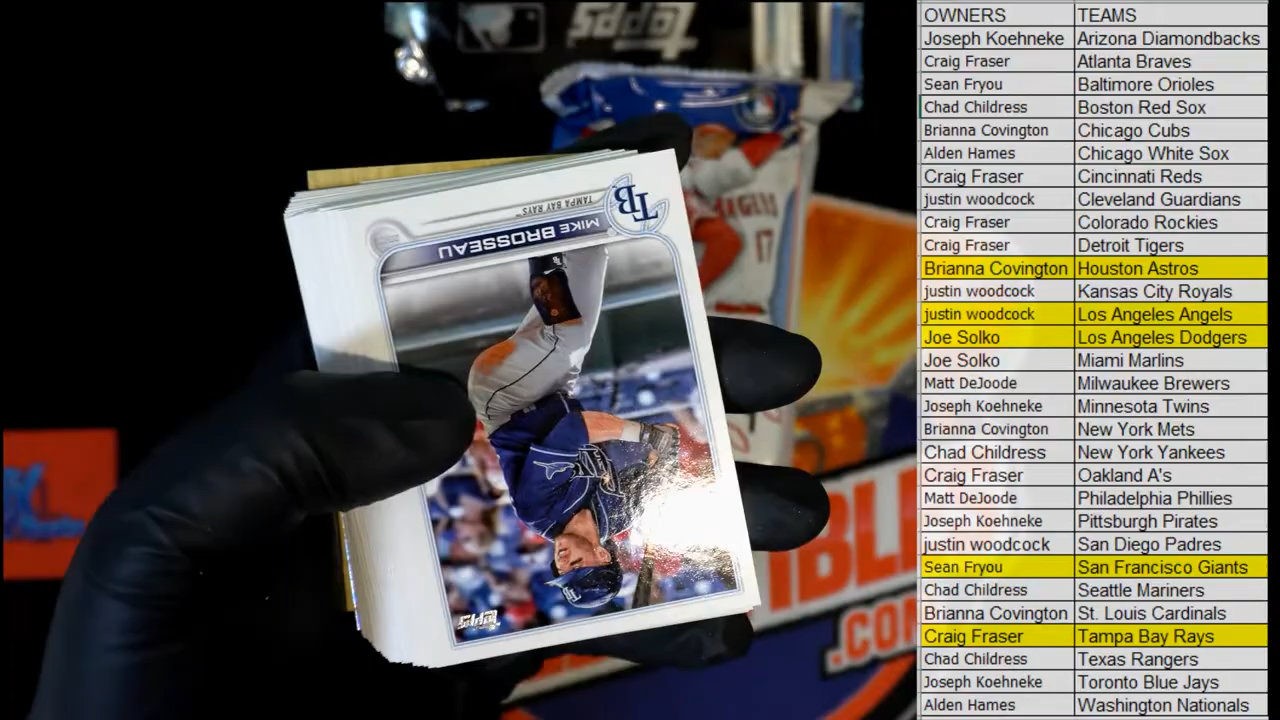 Topps
TB
TAMPA BAY RAYS™
MIKE BROSSEAU
Topps
17
IBLE
.CO
OWNERS TEAMS
Joseph Koehneke Arizona Diamondbacks
Craig Fraser Atlanta Braves
Sean Fryou Baltimore Orioles
Chad Childress Boston Red Sox
Brianna Covington Chicago Cubs
Alden Hames Chicago White Sox
Craig Fraser Cincinnati Reds
justin woodcock Cleveland Guardians
Craig Fraser Colorado Rockies
Craig Fraser Detroit Tigers
Brianna Covington Houston Astros
justin woodcock Kansas City Royals
justin woodcock Los Angeles Angels
Joe Solko Los Angeles Dodgers
Joe Solko Miami Marlins
Matt DeJoode Milwaukee Brewers
Joseph Koehneke Minnesota Twins
Brianna Covington New York Mets
Chad Childress New York Yankees
Craig Fraser Oakland A's
Matt DeJoode Philadelphia Phillies
Joseph Koehneke Pittsburgh Pirates
justin woodcock San Diego Padres
Sean Fryou San Francisco Giants
Chad Childress Seattle Mariners
Brianna Covington St. Louis Cardinals
Craig Fraser Tampa Bay Rays
Chad Childress Texas Rangers
Joseph Koehneke Toronto Blue Jays
Alden Hames Washington Nationals